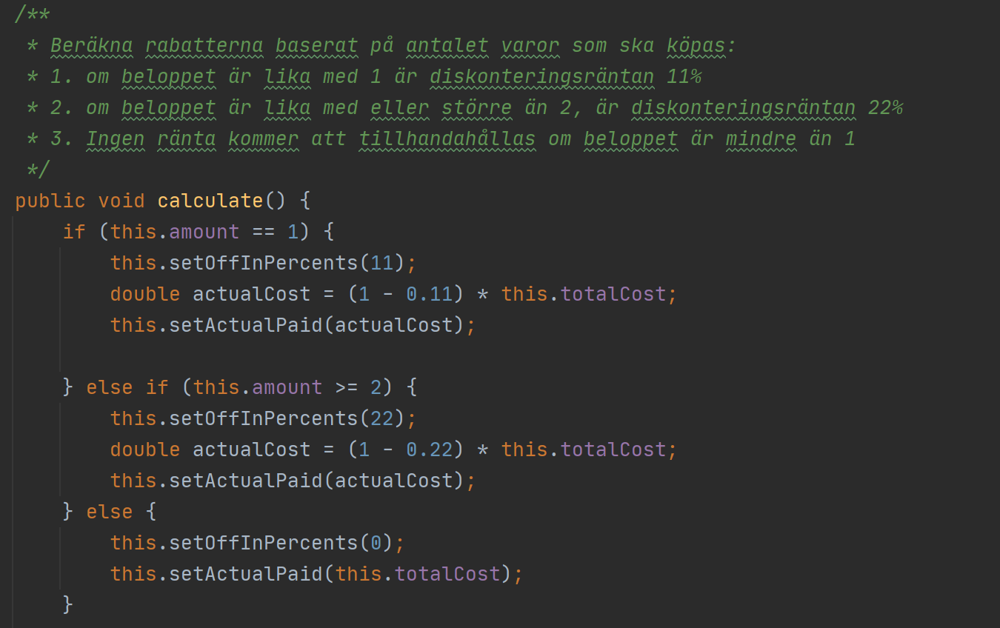 /**
* Beräkna rabatterna baserat på antalet varor som ska köpas:
* 1. om beloppet är lika med 1 är diskonteringsräntan 11%
* 2. om beloppet är lika med eller större än 2, är diskonteringsräntan 22%
* 3. Ingen ränta kommer att tillhandahållas om beloppet är mindre än 1
*/
public void calculate() {
if (this.amount == 1) {
this.setOffInPercents(11);
double actualCost = (1 - 0.11) * this.totalCost;
this.setActualPaid(actualCost);
} else if (this.amount >= 2) {
this.setOffInPercents(22);
double actualCost = (1 - 0.22) * this.totalCost;
this.setActualPaid(actualCost);
} else {
this.setOffInPercents(0);
this.setActualPaid(this.totalCost);
}